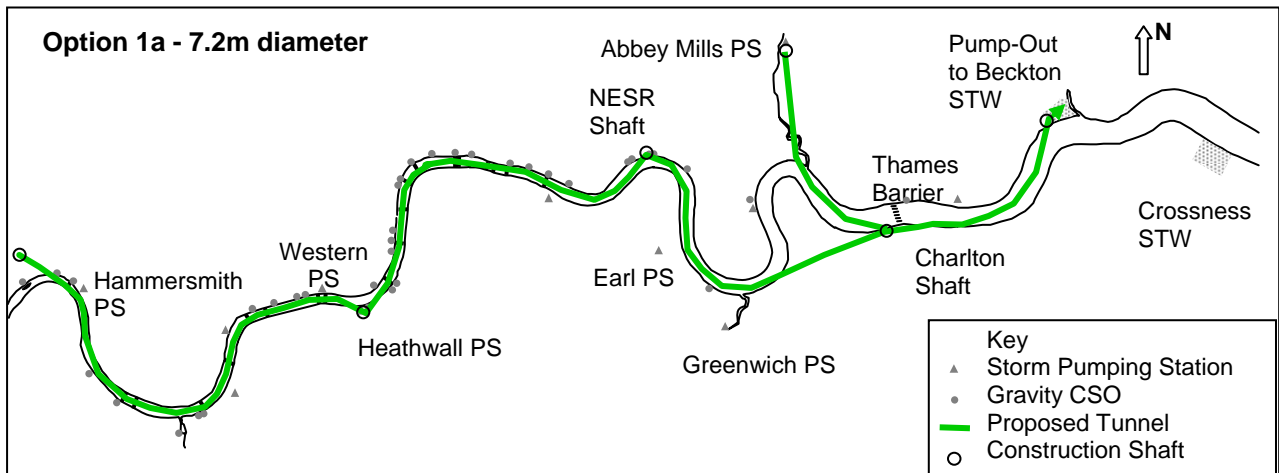 Option 1a - 7.2m diameter
Abbey Mills PS
Pump-Out
to Beckton
STW
N
NESR
Shaft
Thames
Barrier
Crossness
STW
Hammersmith
PS
Western
PS
Earl PS
Charlton
Shaft
Heathwall PS
Greenwich PS
Key
Storm Pumping Station
Gravity CSO
Proposed Tunnel
Construction Shaft